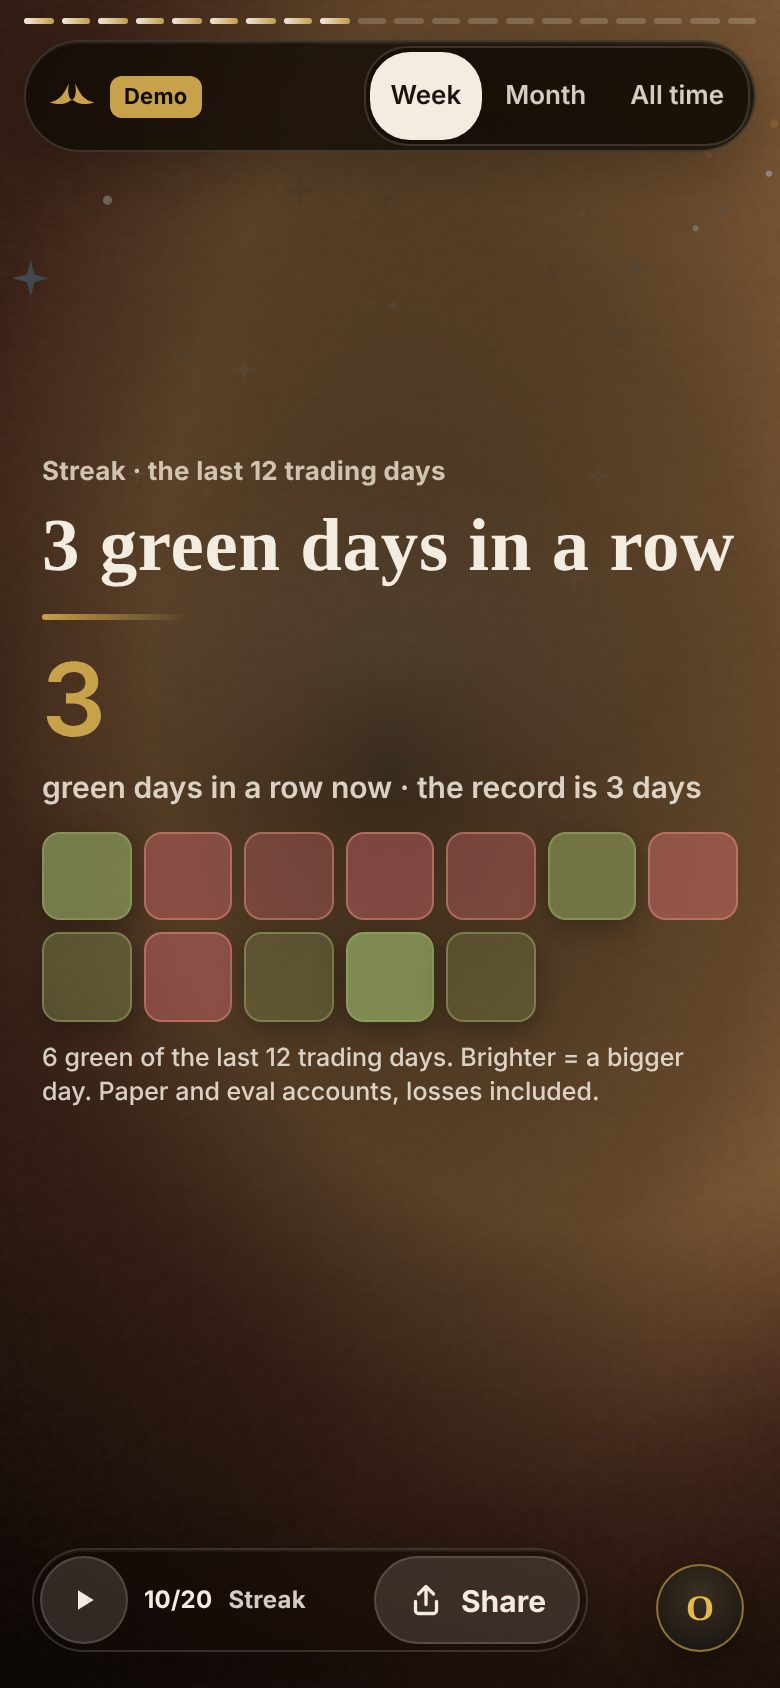 Demo
Week
Month
All time
Streak · the last 12 trading days
3 green days in a row
3
green days in a row now · the record is 3 days
6 green of the last 12 trading days. Brighter = a bigger
day. Paper and eval accounts, losses included.
10/20 Streak
Share
O